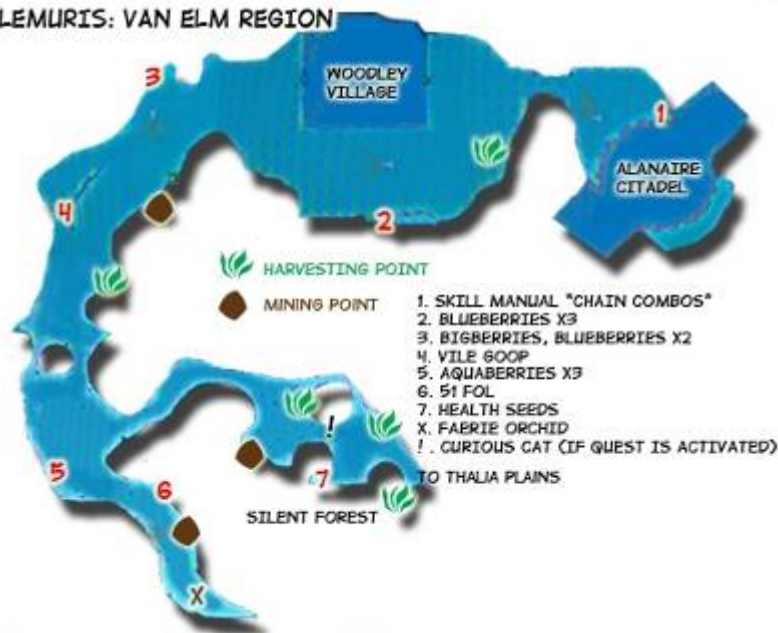 LEMURIS: VAN ELM REGION
3
WOODLEY
VILLAGE
1
ALANAIRE
CITADEL
4
2
HARVESTING POINT
MINING POINT
1. SKILL MANUAL "CHAIN COMBOS"
2. BLUEBERRIES X3
3. BIGBERRIES, BLUEBERRIES X2
4. VILE GOOP
5. AQUABERRIES X3
6. 51 FOL
7. HEALTH SEEDS
X. FAERIE ORCHID
! . CURIOUS CAT (IF QUEST IS ACTIVATED)
!
5
6
7
TO THALIA PLAINS
SILENT FOREST
X